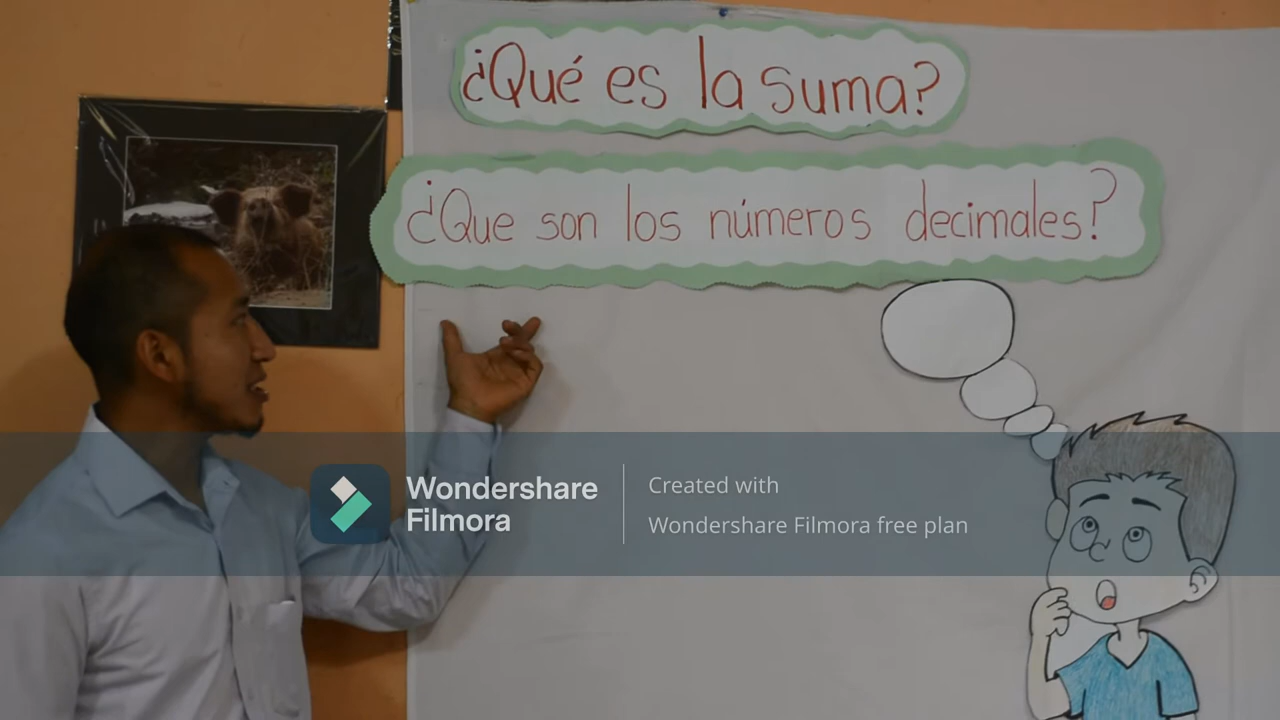 ¿Qué es la suma?
¿Que son los números decimales?
Wondershare
Filmora
Created with
Wondershare Filmora free plan